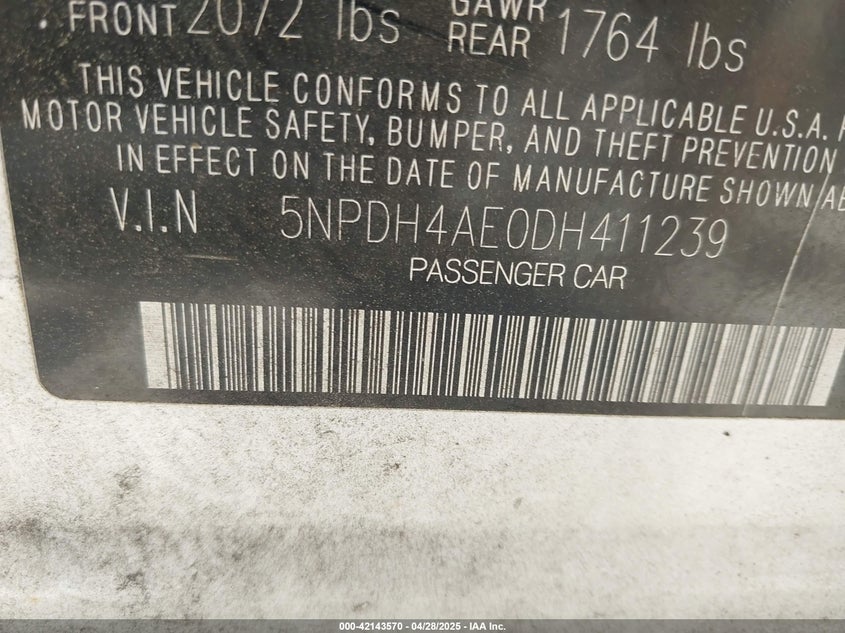 FRONT 2072 lbs GAWR
REAR 1764 lbs
THIS VEHICLE CONFORMS TO ALL APPLICABLE U.S.A.
MOTOR VEHICLE SAFETY, BUMPER, AND THEFT PREVENTION
IN EFFECT ON THE DATE OF MANUFACTURE SHOWN
V.I.N 5NPDH4AE0DH411239
PASSENGER CAR
000-42143570 | 04/28/2025 - IAA Inc.